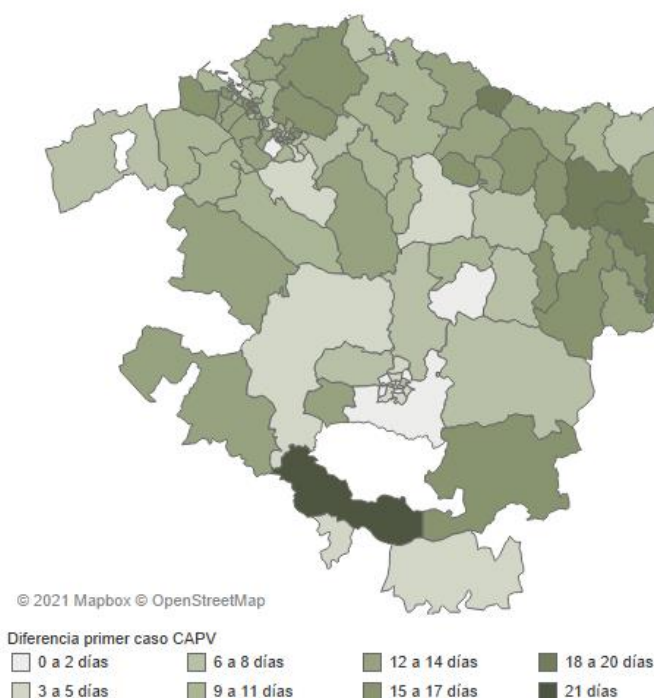 © 2021 Mapbox © OpenStreetMap
Diferencia primer caso CAPV
0 a 2 días
6 a 8 días
12 a 14 días
18 a 20 días
3 a 5 días
9 a 11 días
15 a 17 días
21 días